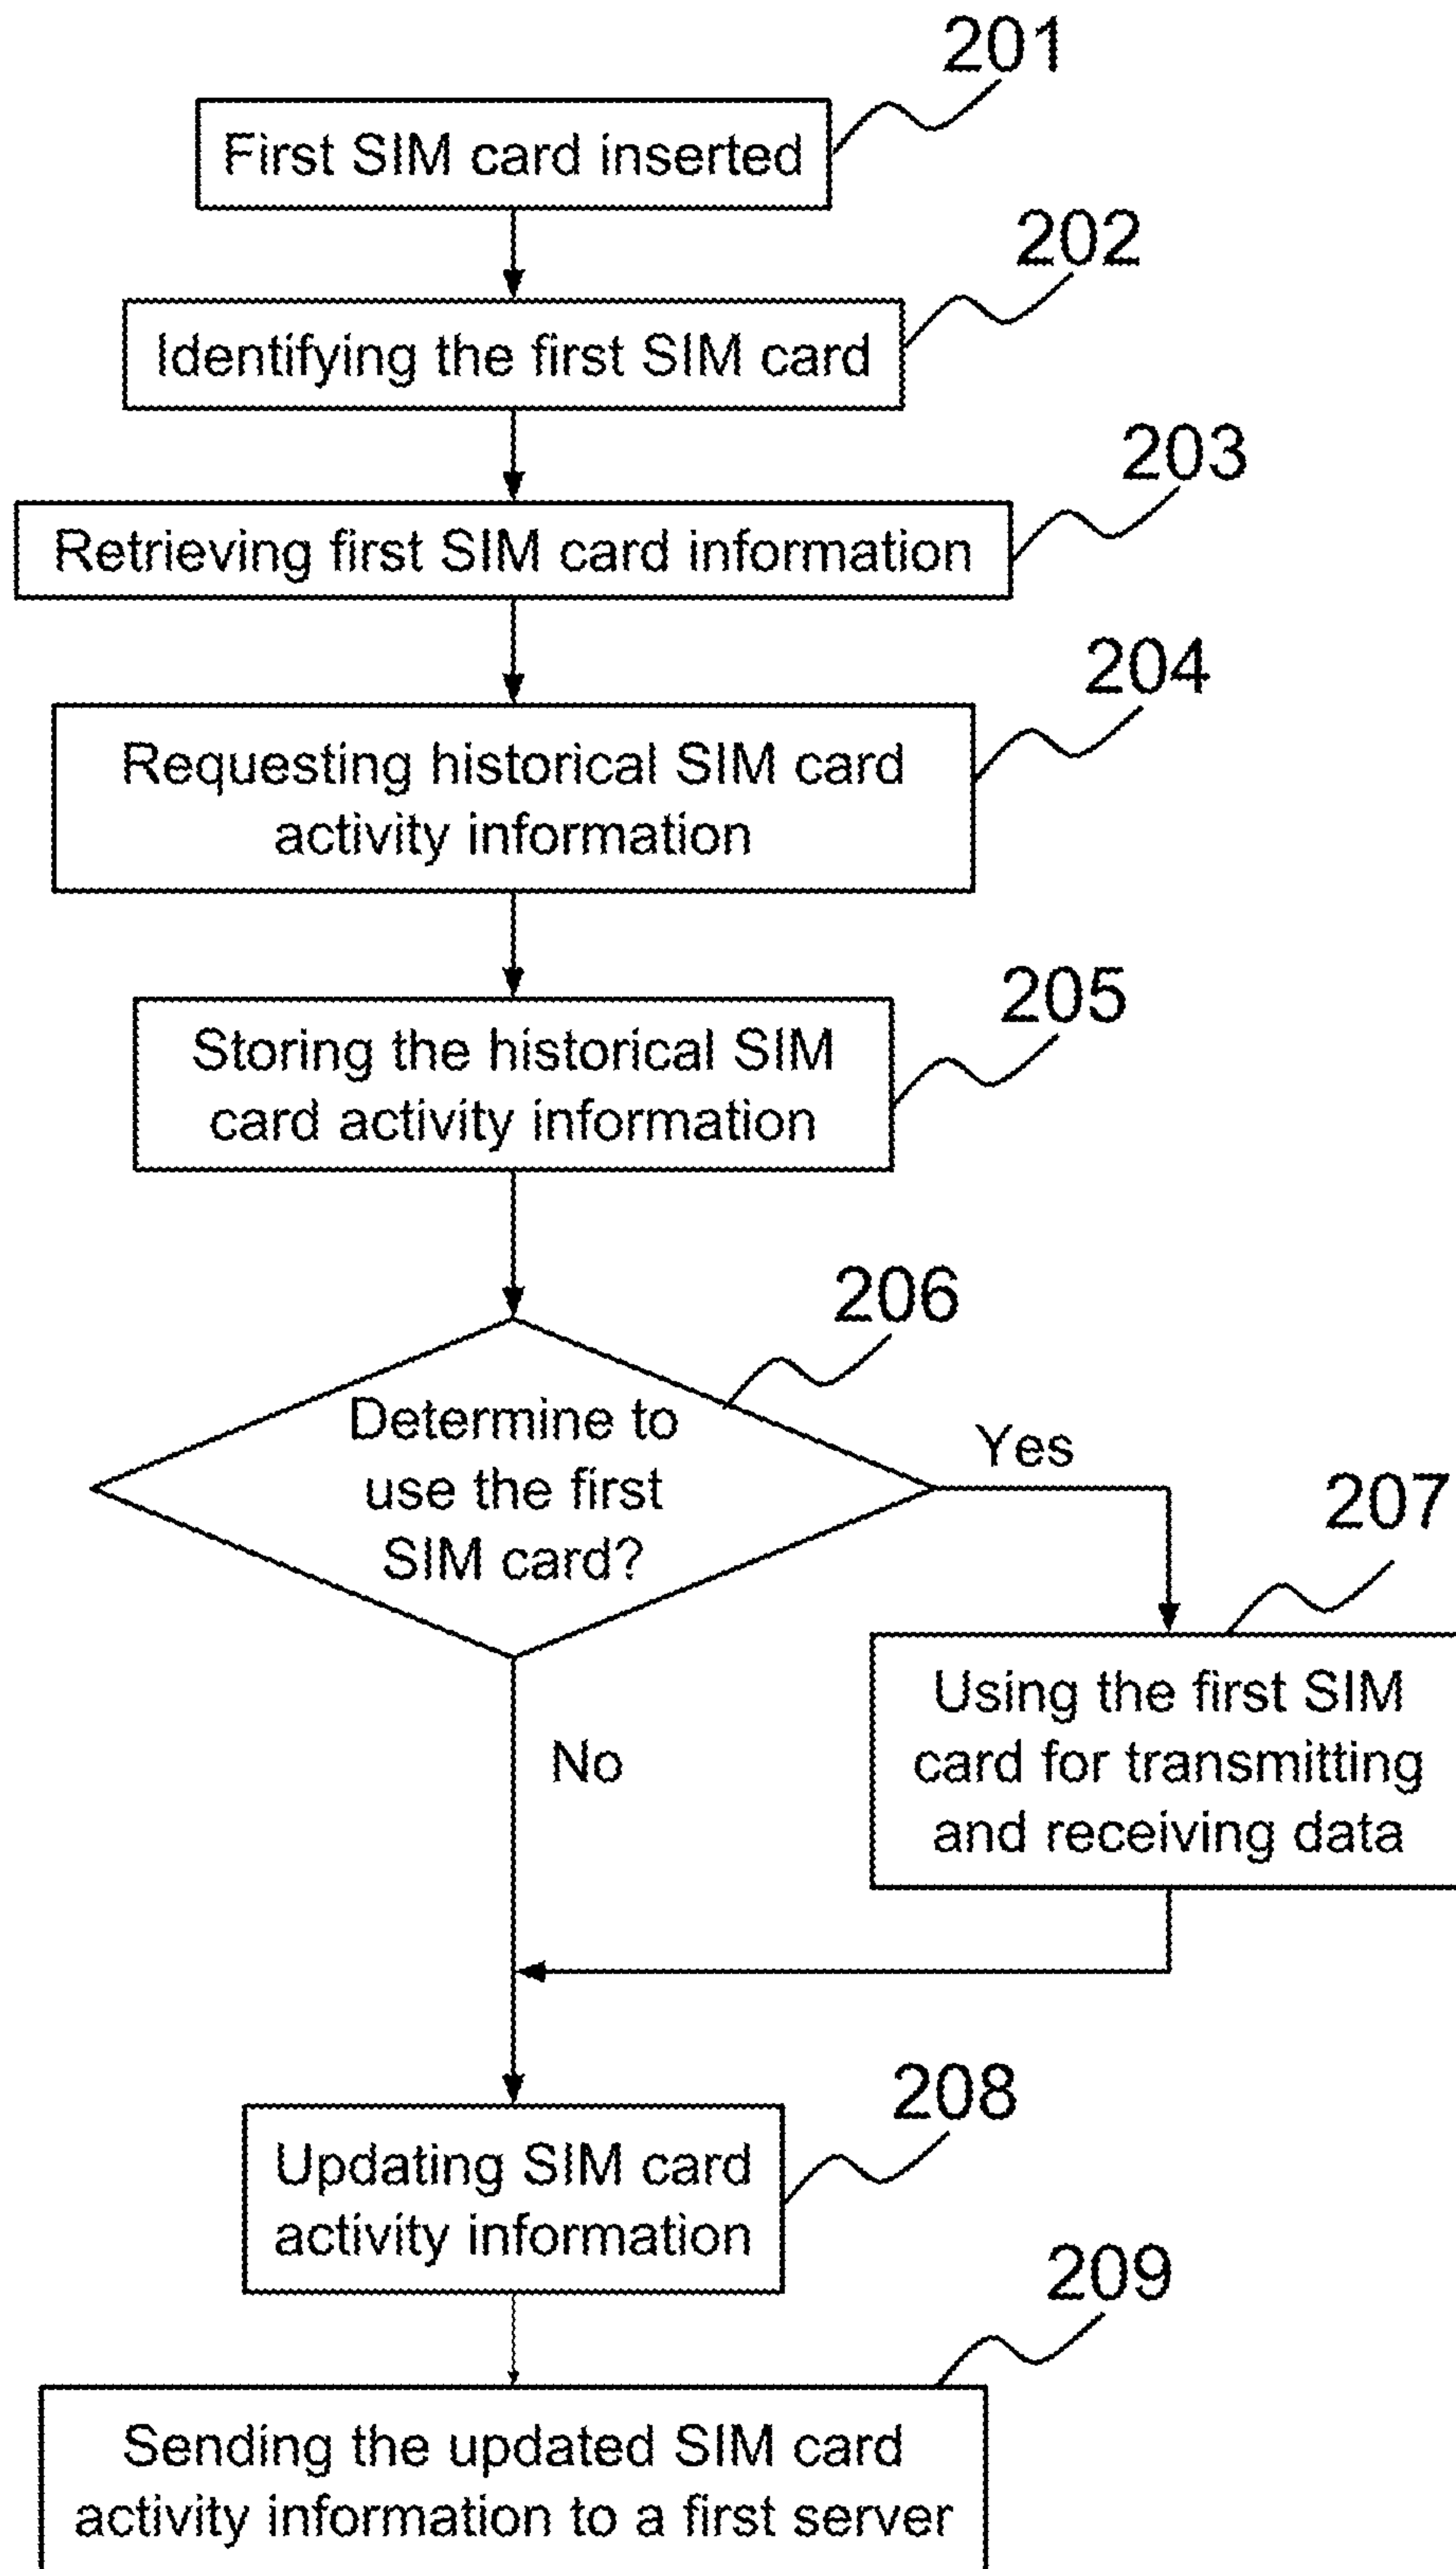 201
First SIM card inserted
202
Identifying the first SIM card
203
Retrieving first SIM card information
204
Requesting historical SIM card
activity information
205
Storing the historical SIM
card activity information
206
Determine to
use the first
SIM card?
Yes
207
Using the first SIM
card for transmitting
and receiving data
No
208
Updating SIM card
activity information
209
Sending the updated SIM card
activity information to a first server